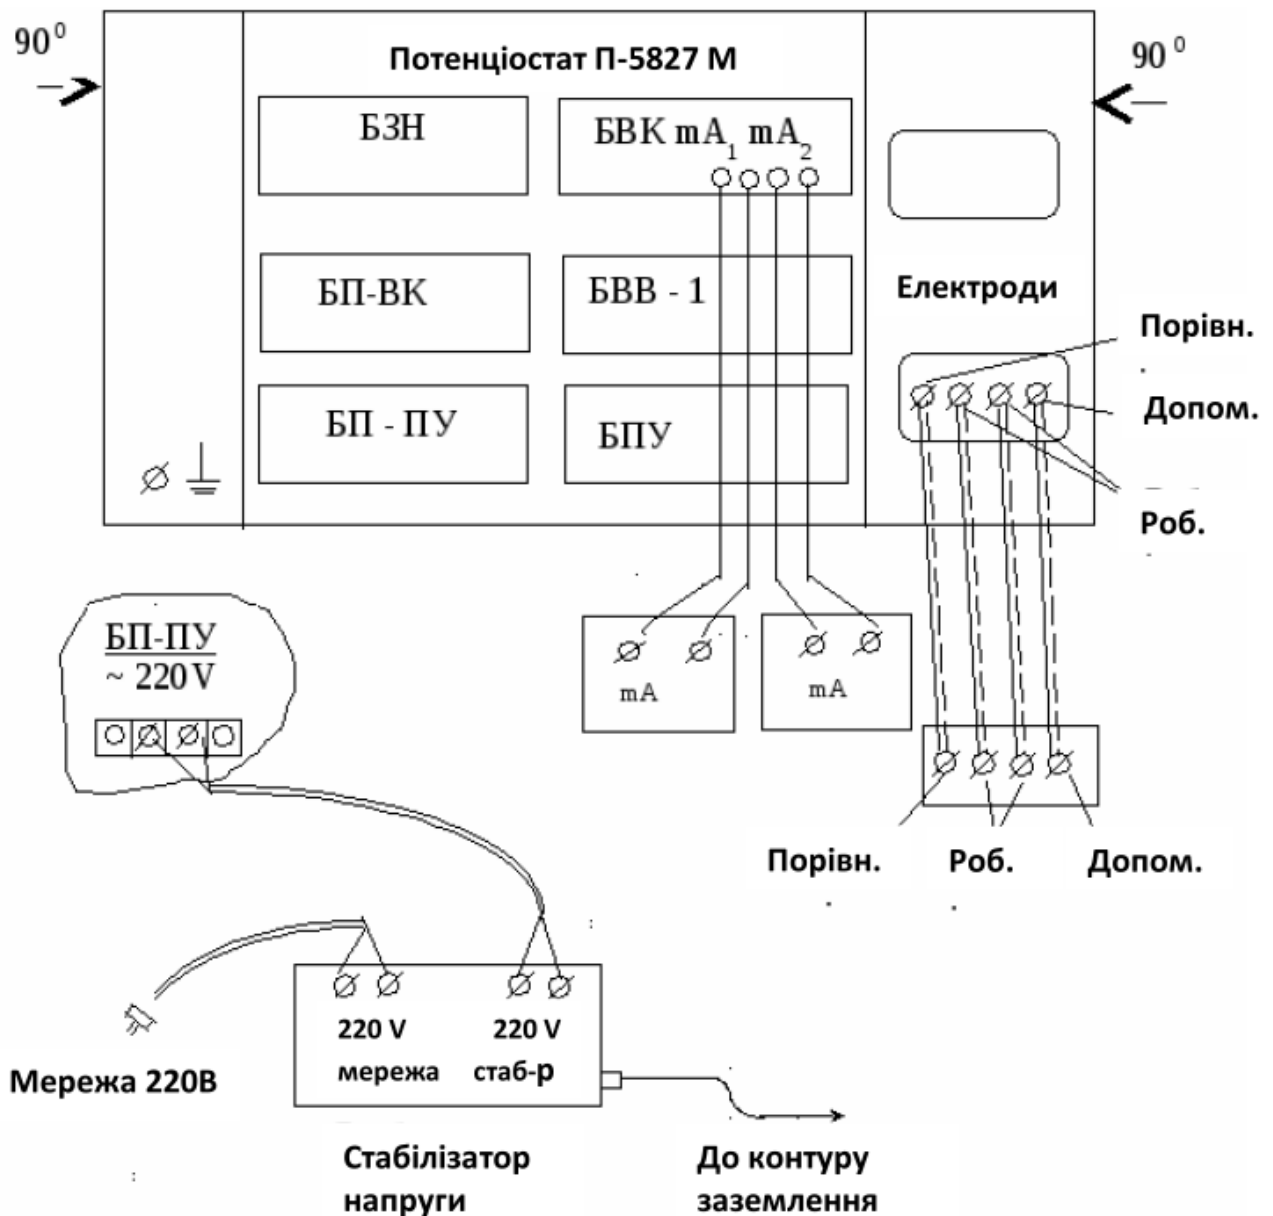 90⁰
Потенціостат П-5827 М
90⁰
БЗН
БВК mA₁ mA₂
БП-ВК
БВВ - 1
Електроди
Порівн.
БП - ПУ
БПУ
Допом.
Роб.
БП-ПУ
~ 220 V
mA
mA
Порівн.
Роб.
Допом.
220 V
220 V
мережа
стаб-р
Мережа 220В
Стабілізатор
напруги
До контуру
заземлення